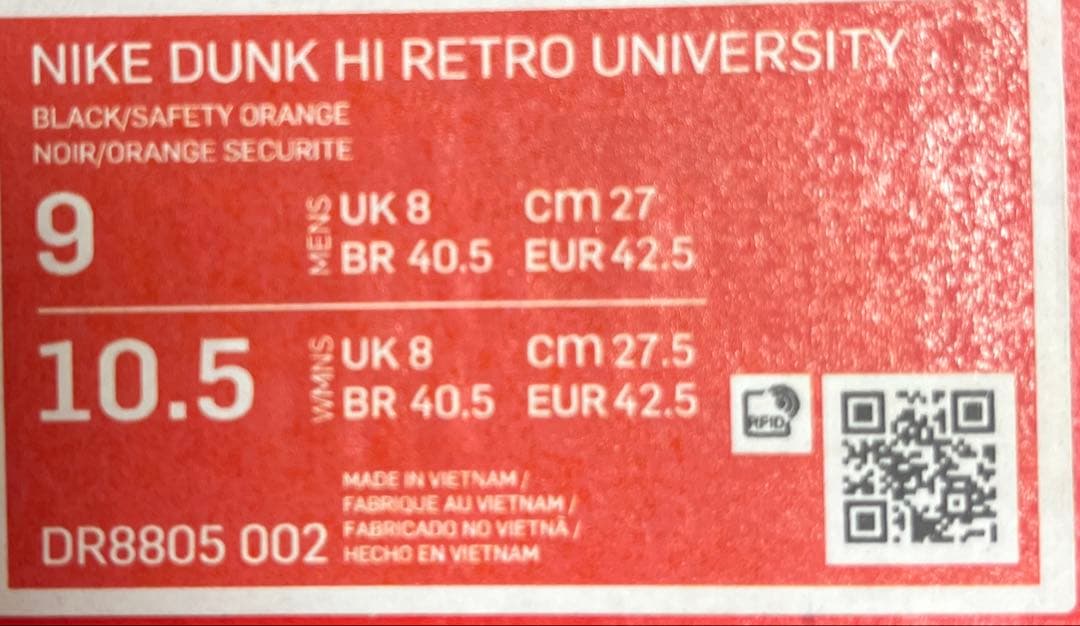 NIKE DUNK HI RETRO UNIVERSITY
BLACK/SAFETY ORANGE
NOIR/ORANGE SECURITE
9 MENS UK 8 cm 27
BR 40.5 EUR 42.5
10.5 WMNS UK 8 cm 27.5
BR 40.5 EUR 42.5
RFID
MADE IN VIETNAM /
FABRIQUE AU VIETNAM /
FABRICADO NO VIETNÃ /
HECHO EN VIETNAM
DR8805 002